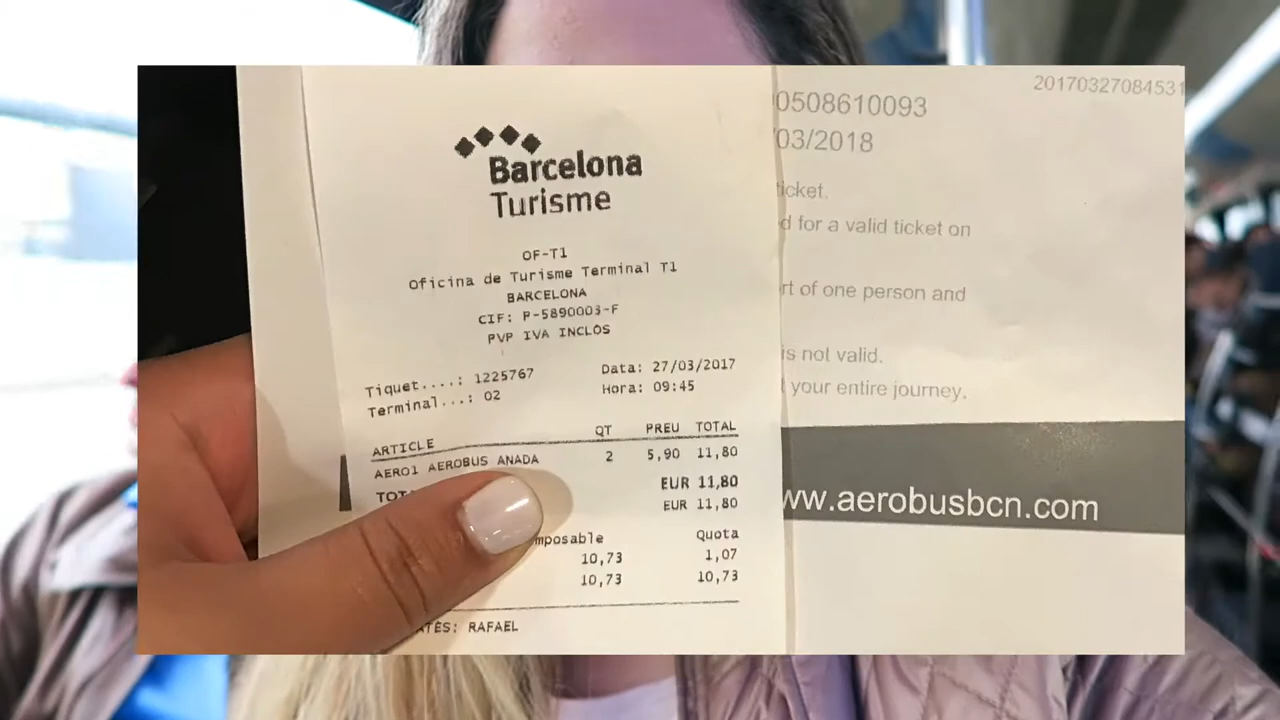 Barcelona
Turisme
OF-T1
Oficina de Turisme Terminal T1
BARCELONA
CIF: P-5890003-F
PVP IVA INCLÒS
Tiquet....: 1225767
Data: 27/03/2017
Terminal...: 02
Hora: 09:45
ARTICLE QT PREU TOTAL
AERO1 AEROBUS ANADA 2 5,90 11,80
EUR 11,80
EUR 11,80
Quota
10,73 1,07
10,73 10,73
RAFAEL
20170327084531
0508610093
03/2018
ticket.
for a valid ticket on
of one person and
is not valid.
your entire journey.
www.aerobusbcn.com